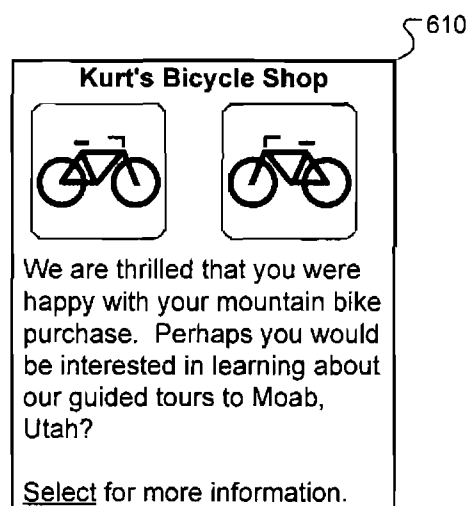 610
Kurt's Bicycle Shop
We are thrilled that you were
happy with your mountain bike
purchase. Perhaps you would
be interested in learning about
our guided tours to Moab,
Utah?
Select for more information.